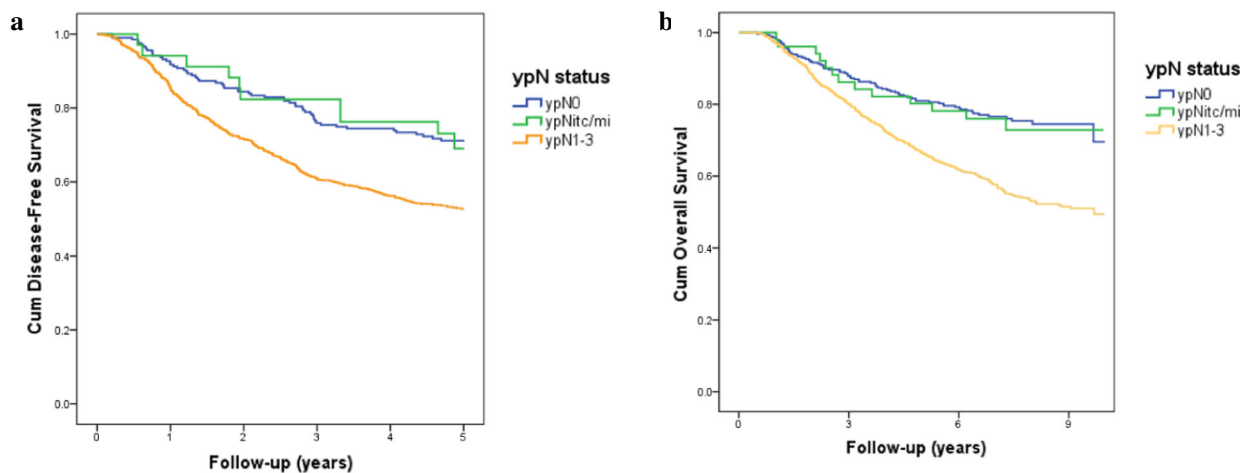 a
Cum Disease-Free Survival
1.0
0.8
0.6
0.4
0.2
0.0
0 1 2 3 4 5
Follow-up (years)
ypN status
ypN0
ypNitc/mi
ypN1-3
b
Cum Overall Survival
1.0
0.8
0.6
0.4
0.2
0.0
0 3 6 9
Follow-up (years)
ypN status
ypN0
ypNitc/mi
ypN1-3